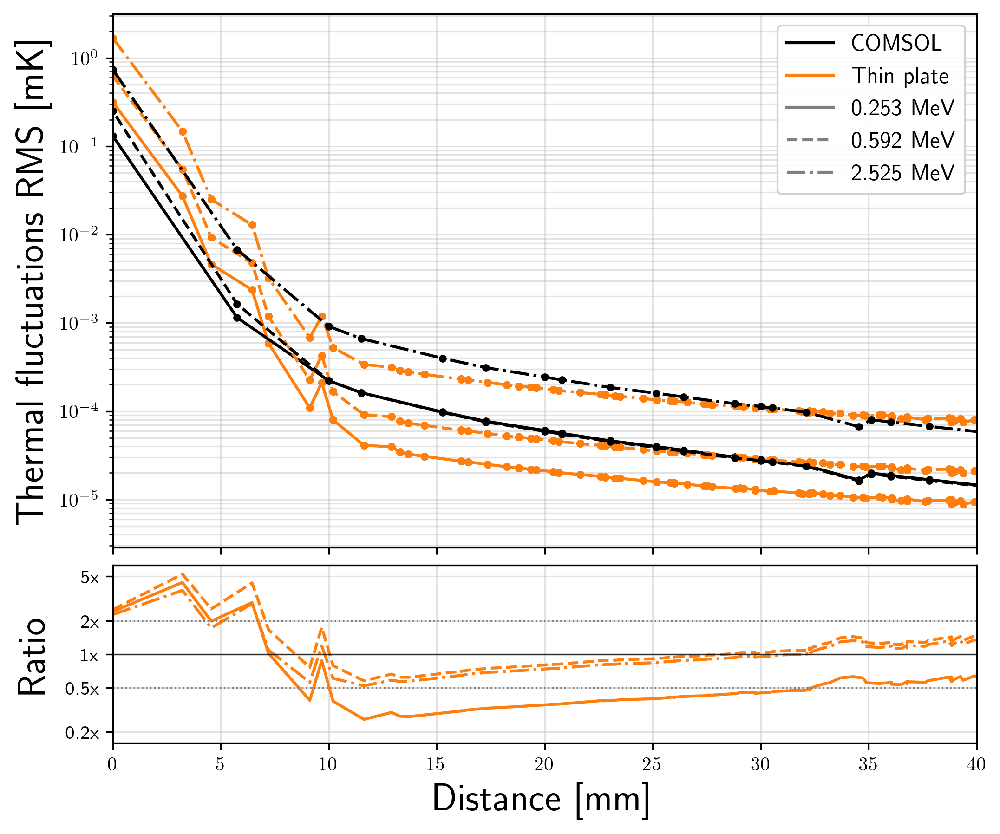 Thermal fluctuations RMS [mK]
10⁰
10⁻¹
10⁻²
10⁻³
10⁻⁴
10⁻⁵
COMSOL
Thin plate
0.253 MeV
0.592 MeV
2.525 MeV
Ratio
5x
2x
1x
0.5x
0.2x
0 5 10 15 20 25 30 35 40
Distance [mm]